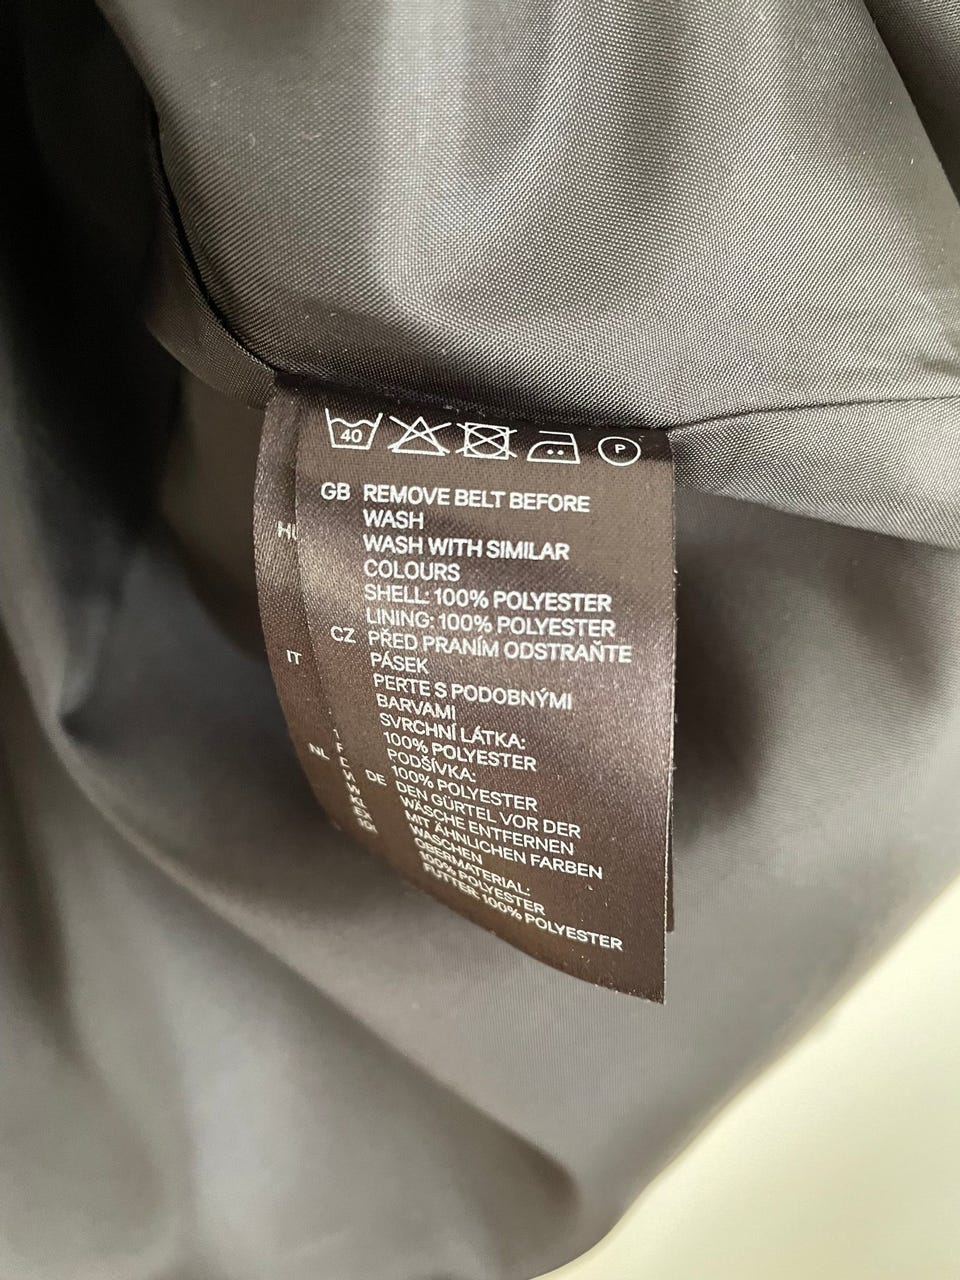 40
P
GB REMOVE BELT BEFORE
WASH
WASH WITH SIMILAR
COLOURS
SHELL: 100% POLYESTER
LINING: 100% POLYESTER
CZ PŘED PRANÍM ODSTRAŇTE
PÁSEK
PERTE S PODOBNÝMI
BARVAMI
SVRCHNÍ LÁTKA:
100% POLYESTER
PODŠÍVKA:
100% POLYESTER
DE DEN GÜRTEL VOR DER
WÄSCHE ENTFERNEN
MIT ÄHNLICHEN FARBEN
WASCHEN
OBERMATERIAL:
100% POLYESTER
FUTTER: 100% POLYESTER
IT
NL